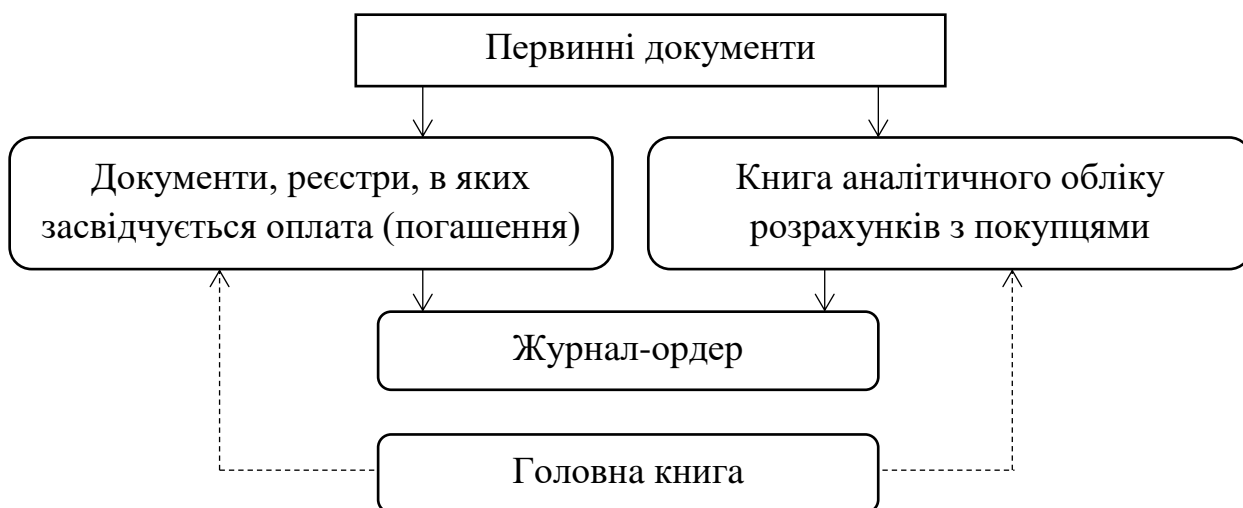 Первинні документи
Документи, реєстри, в яких
засвідчується оплата (погашення)
Книга аналітичного обліку
розрахунків з покупцями
Журнал-ордер
Головна книга